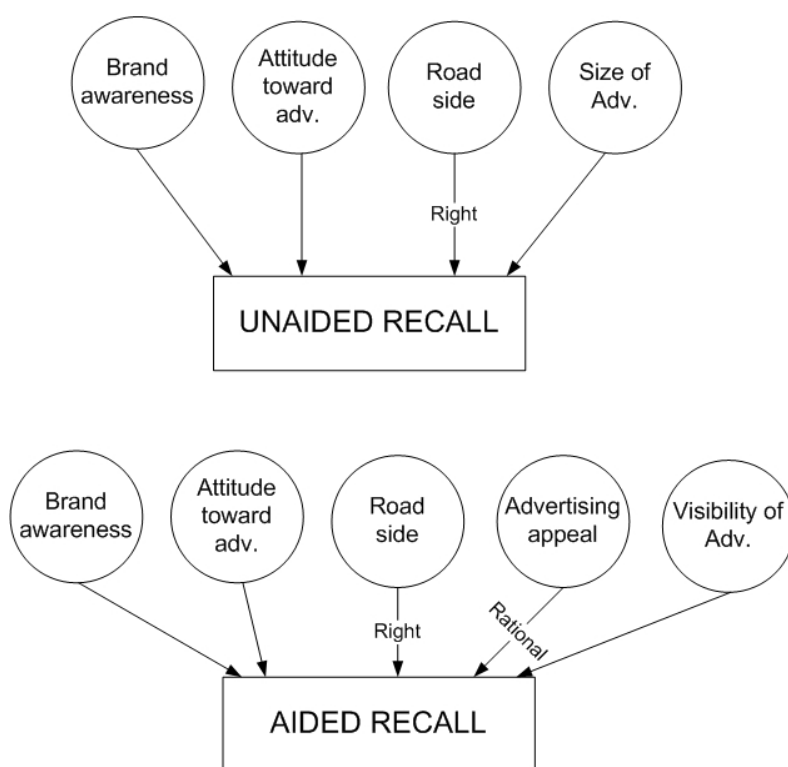 Brand
awareness
Attitude
toward
adv.
Road
side
Size of
Adv.
Right
UNAIDED RECALL
Brand
awareness
Attitude
toward
adv.
Road
side
Advertising
appeal
Visibility of
Adv.
Right
Rational
AIDED RECALL